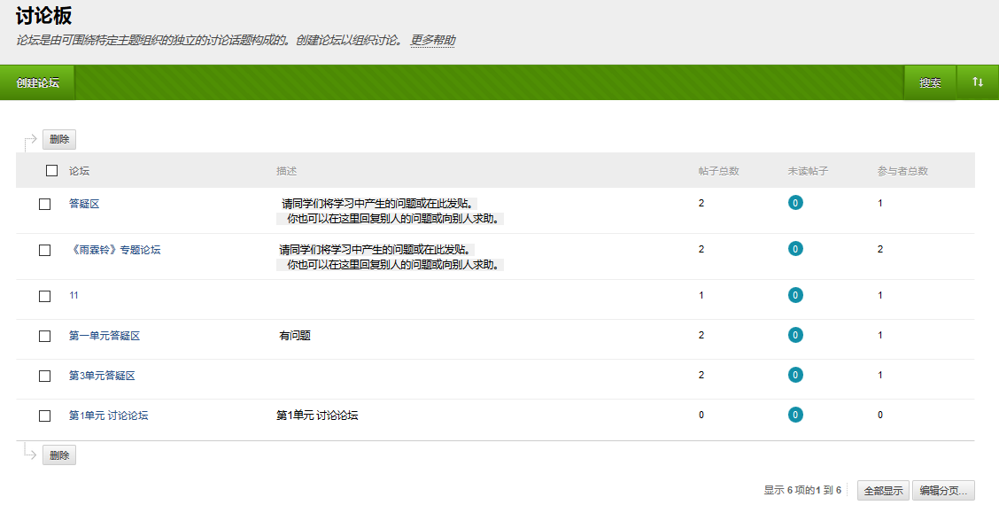 讨论板
论坛是由可围绕特定主题组织的独立的讨论话题构成的。创建论坛以组织讨论。 更多帮助
创建论坛 搜索 ↑↓
删除
论坛 描述 帖子总数 未读帖子 参与者总数
答疑区 请同学们将学习中产生的问题或在此发贴。 2 0 1
你也可以在这里回复别人的问题或向别人求助。
《雨霖铃》专题论坛 请同学们将学习中产生的问题或在此发贴。 2 0 2
你也可以在这里回复别人的问题或向别人求助。
11 1 0 1
第一单元答疑区 有问题 2 0 1
第3单元答疑区 2 0 1
第1单元 讨论论坛 第1单元 讨论论坛 0 0 0
删除
显示 6 项的1 到 6 全部显示 编辑分页...